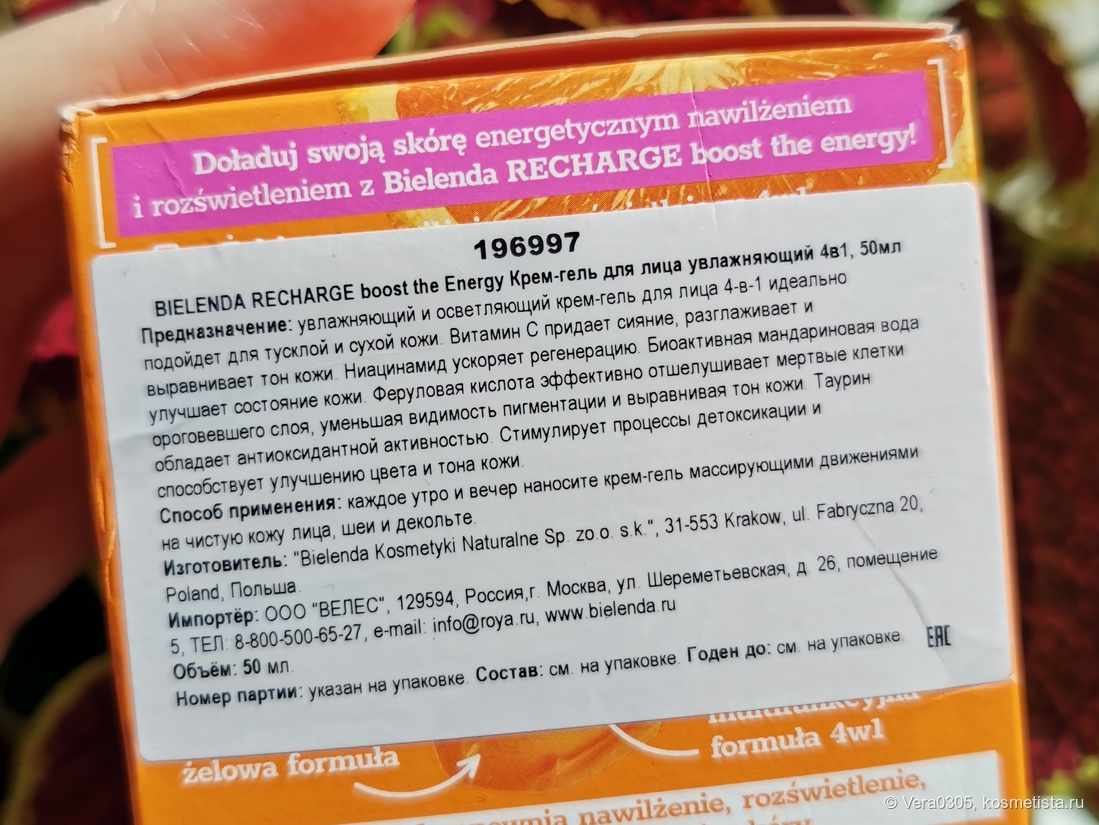 Doładuj swoją skórę energetycznym nawilżeniem
i rozświetleniem z Bielenda RECHARGE boost the energy!
196997
BIELENDA RECHARGE boost the Energy Крем-гель для лица увлажняющий 4в1, 50мл
Предназначение: увлажняющий и осветляющий крем-гель для лица 4-в-1 идеально
подойдет для тусклой и сухой кожи. Витамин С придает сияние, разглаживает и
выравнивает тон кожи. Ниацинамид ускоряет регенерацию. Биоактивная мандариновая вода
улучшает состояние кожи. Феруловая кислота эффективно отшелушивает мертвые клетки
ороговевшего слоя, уменьшая видимость пигментации и выравнивая тон кожи. Таурин
обладает антиоксидантной активностью. Стимулирует процессы детоксикации и
способствует улучшению цвета и тона кожи.
Способ применения: каждое утро и вечер наносите крем-гель массирующими движениями
на чистую кожу лица, шеи и декольте.
Изготовитель: "Bielenda Kosmetyki Naturalne Sp. zo.o. s.k.", 31-553 Krakow, ul. Fabryczna 20,
Poland, Польша.
Импортёр: ООО "ВЕЛЕС", 129594, Россия,г. Москва, ул. Шереметьевская, д. 26, помещение
5, ТЕЛ: 8-800-500-65-27, e-mail: info@roya.ru, www.bielenda.ru
Объём: 50 мл.
Номер партии: указан на упаковке. Состав: см. на упаковке. Годен до: см. на упаковке.
EAC
żelowa formuła
formuła 4w1
nawilżenie, rozświetlenie,
© Vera0305, kosmetista.ru